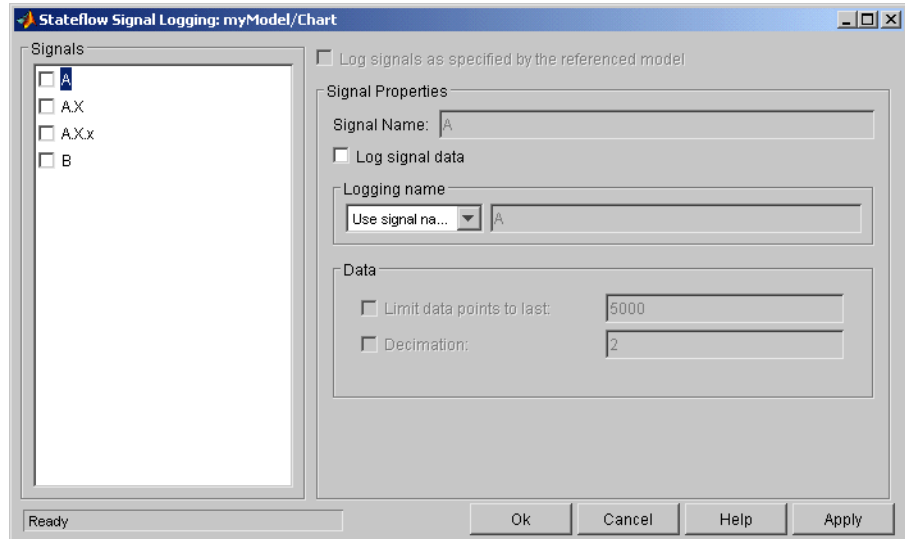 Stateflow Signal Logging: myModel/Chart
Signals
A
A.X
A.X.x
B
Log signals as specified by the referenced model
Signal Properties
Signal Name: A
Log signal data
Logging name
Use signal na... A
Data
Limit data points to last: 5000
Decimation: 2
Ready
Ok Cancel Help Apply